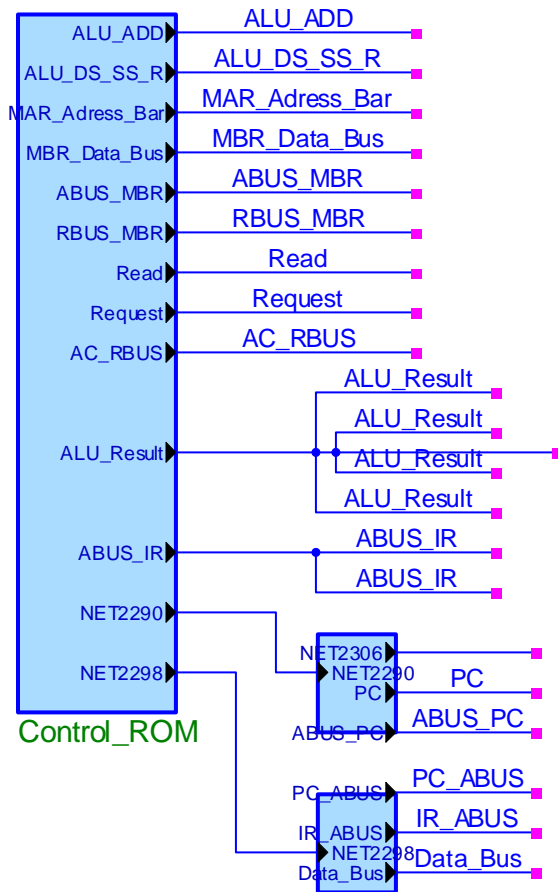 ALU_ADD ALU_ADD
ALU_DS_SS_R ALU_DS_SS_R
MAR_Adress_Bar MAR_Adress_Bar
MBR_Data_Bus MBR_Data_Bus
ABUS_MBR ABUS_MBR
RBUS_MBR RBUS_MBR
Read Read
Request Request
AC_RBUS AC_RBUS
ALU_Result
ALU_Result
ALU_Result ALU_Result
ALU_Result
ABUS_IR ABUS_IR
ABUS_IR
NET2290
NET2306
NET2298 NET2290
PC PC
Control_ROM ABUS_PC ABUS_PC
PC_ABUS PC_ABUS
IR_ABUS IR_ABUS
NET2298
Data_Bus Data_Bus